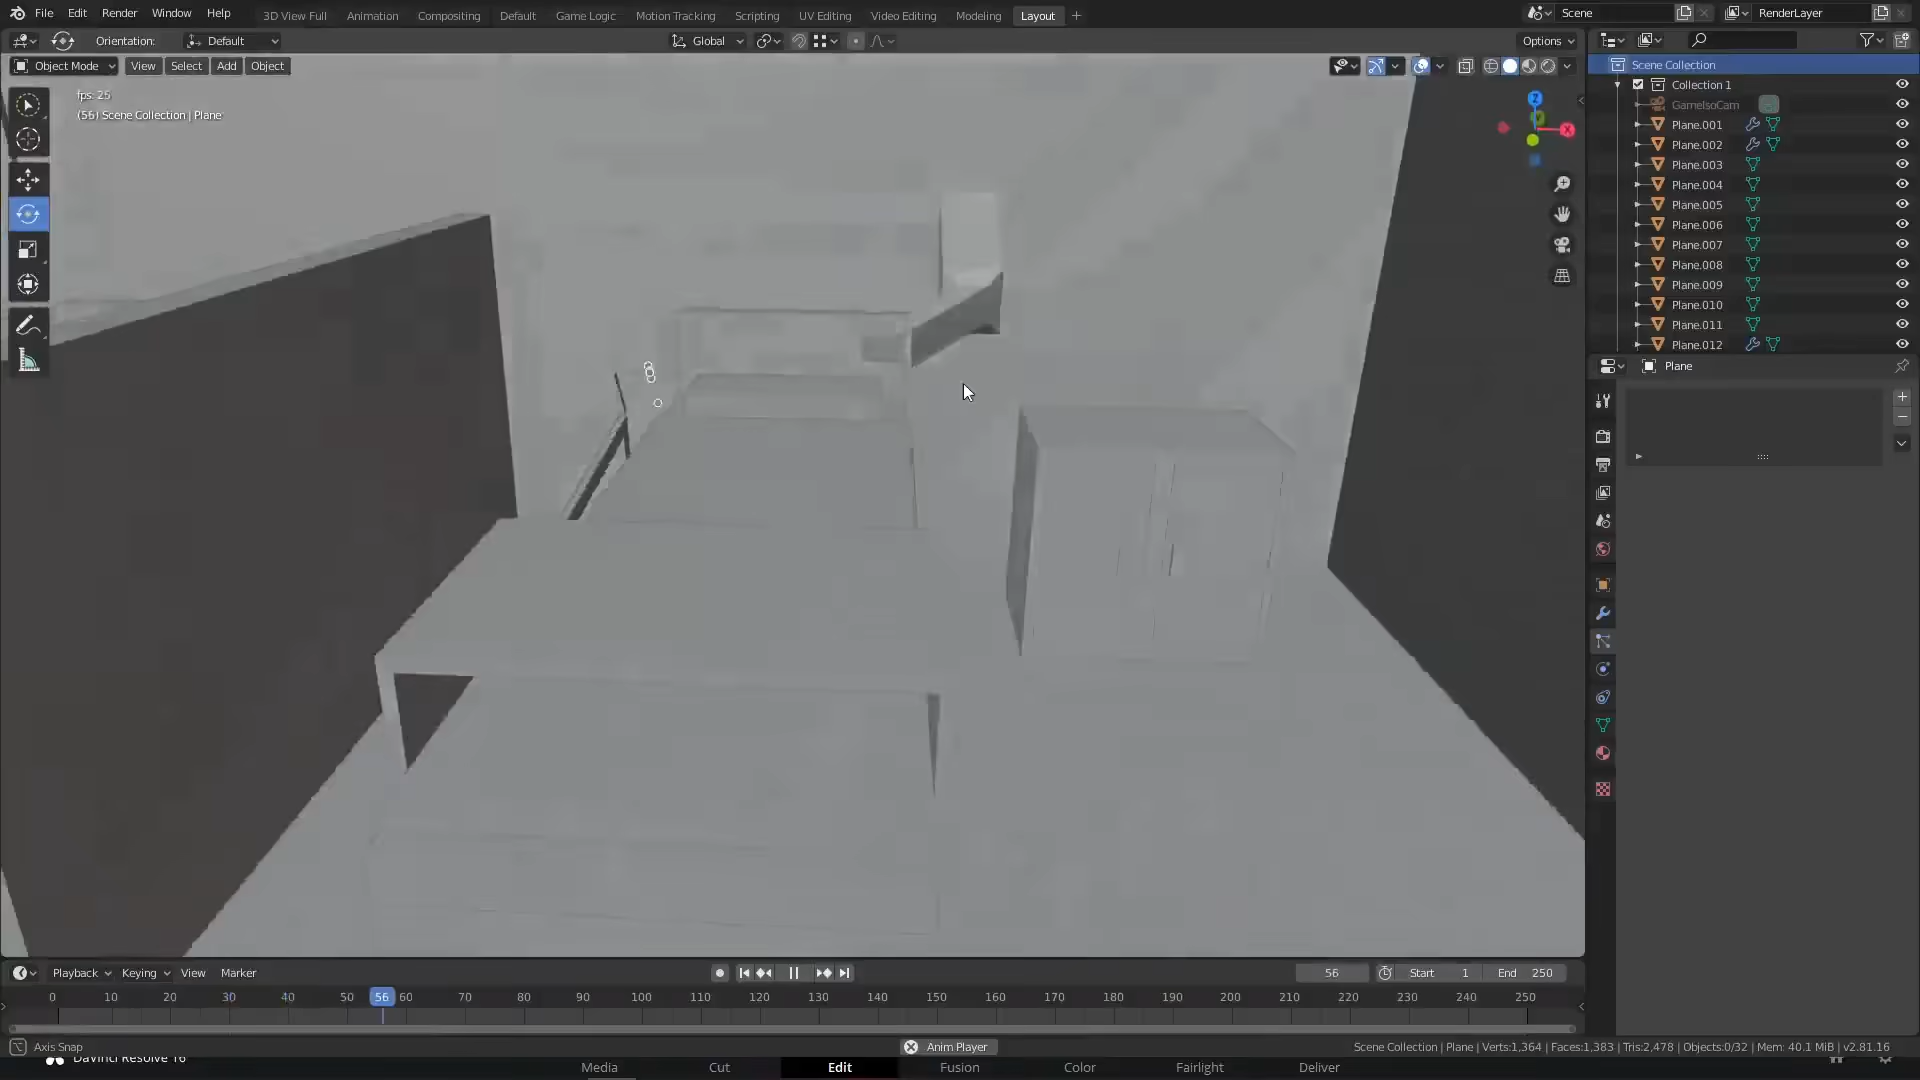 File Edit Render Window Help 3D View Full Animation Compositing Default Game Logic Motion Tracking Scripting UV Editing Video Editing Modeling Layout + Scene RenderLayer
Orientation: Default Global Options
Object Mode View Select Add Object
Scene Collection
Collection 1
GameIsoCam
Plane.001
Plane.002
Plane.003
Plane.004
Plane.005
Plane.006
Plane.007
Plane.008
Plane.009
Plane.010
Plane.011
Plane.012
fps: 25
(56) Scene Collection | Plane
Z
X
Plane
Playback Keying View Marker 56 Start 1 End 250
0 10 20 30 40 50 56 60 70 80 90 100 110 120 130 140 150 160 170 180 190 200 210 220 230 240 250
Axis Snap Anim Player Scene Collection | Plane | Verts:1,364 | Faces:1,383 | Tris:2,478 | Objects:0/32 | Mem: 40.1 MiB | v2.81.16
DaVinci Resolve 16 Media Cut Edit Fusion Color Fairlight Deliver